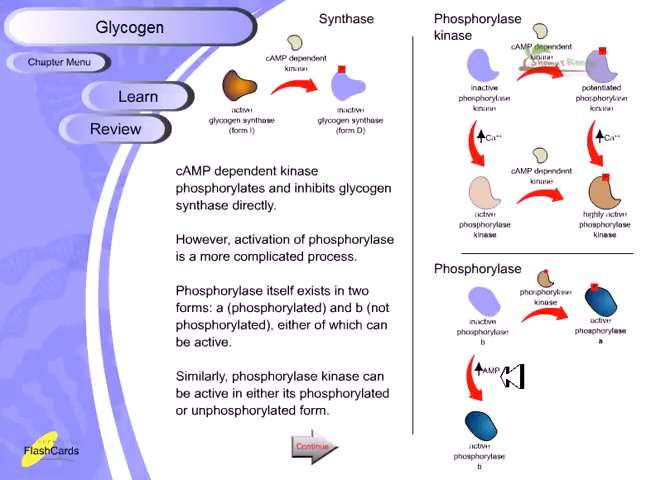 Glycogen
Chapter Menu
Learn
Review
Synthase
cAMP dependent
kinase
P
active
glycogen synthase
(form I)
inactive
glycogen synthase
(form D)
cAMP dependent kinase
phosphorylates and inhibits glycogen
synthase directly.
However, activation of phosphorylase
is a more complicated process.
Phosphorylase itself exists in two
forms: a (phosphorylated) and b (not
phosphorylated), either of which can
be active.
Similarly, phosphorylase kinase can
be active in either its phosphorylated
or unphosphorylated form.
Continue
FlashCards
Phosphorylase
kinase
cAMP dependent
kinase
inactive
phosphorylase
kinase
potentiated
phosphorylase
kinase
Ca++
Ca++
cAMP dependent
kinase
active
phosphorylase
kinase
highly active
phosphorylase
kinase
Phosphorylase
phosphorylase
kinase
inactive
phosphorylase
b
active
phosphorylase
a
AMP
active
phosphorylase
b